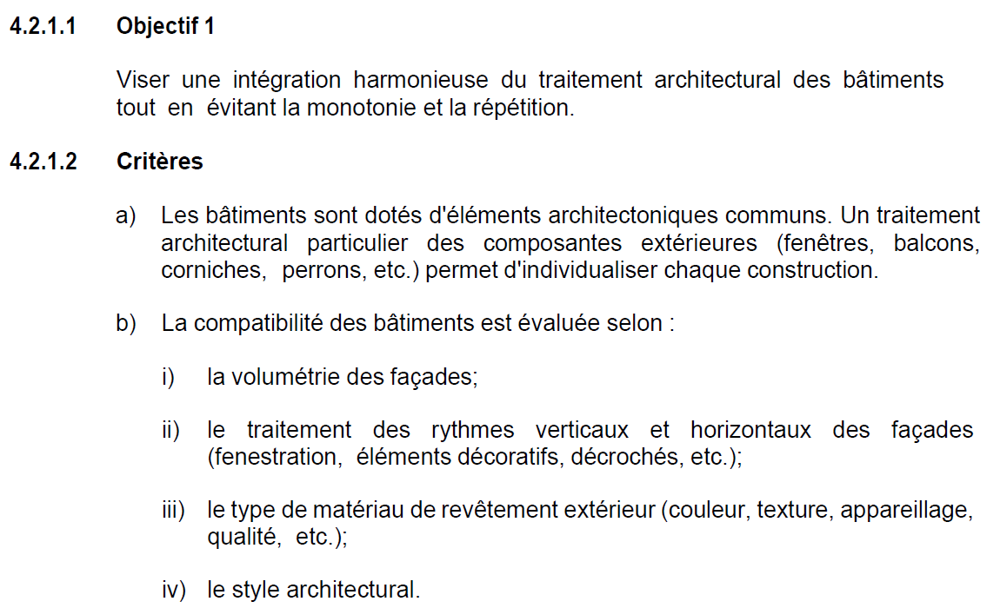 4.2.1.1 Objectif 1
Viser une intégration harmonieuse du traitement architectural des bâtiments
tout en évitant la monotonie et la répétition.
4.2.1.2 Critères
a) Les bâtiments sont dotés d'éléments architectoniques communs. Un traitement
architectural particulier des composantes extérieures (fenêtres, balcons,
corniches, perrons, etc.) permet d'individualiser chaque construction.
b) La compatibilité des bâtiments est évaluée selon :
i) la volumétrie des façades;
ii) le traitement des rythmes verticaux et horizontaux des façades
(fenestration, éléments décoratifs, décrochés, etc.);
iii) le type de matériau de revêtement extérieur (couleur, texture, appareillage,
qualité, etc.);
iv) le style architectural.